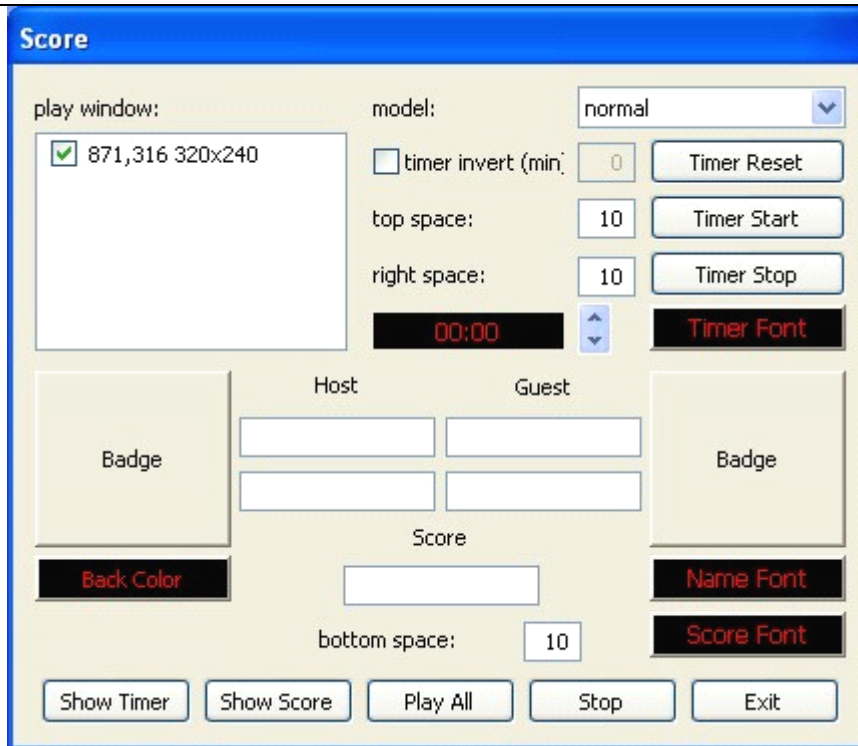 Score
play window:
model:
normal
871,316 320x240
timer invert (min)
0
Timer Reset
top space:
10
Timer Start
right space:
10
Timer Stop
00:00
Timer Font
Host
Guest
Badge
Badge
Score
Back Color
Name Font
bottom space:
10
Score Font
Show Timer
Show Score
Play All
Stop
Exit